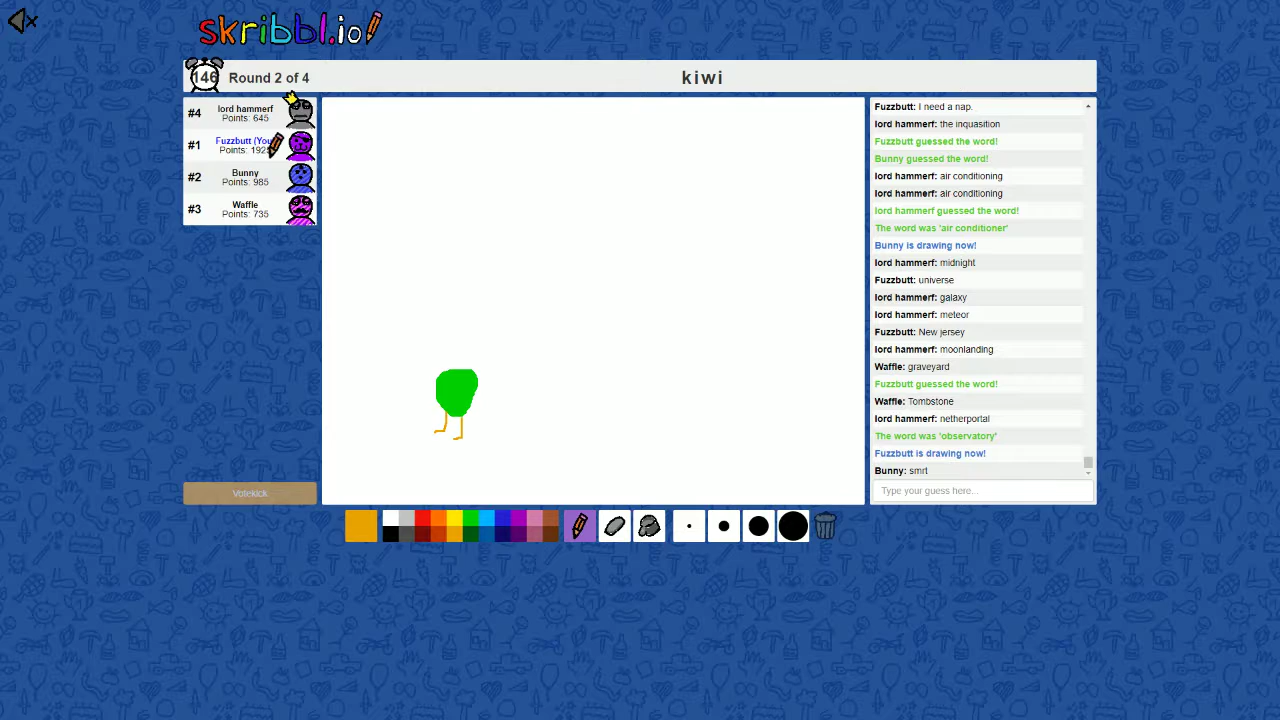 skribbl.io
146
Round 2 of 4
kiwi
#4
lord hammerf
Points: 645
#1
Fuzzbutt (You
Points: 192
#2
Bunny
Points: 985
#3
Waffle
Points: 735
Votekick
Fuzzbutt: I need a nap.
lord hammerf: the inquasition
Fuzzbutt guessed the word!
Bunny guessed the word!
lord hammerf: air conditioning
lord hammerf: air conditioning
lord hammerf guessed the word!
The word was 'air conditioner'
Bunny is drawing now!
lord hammerf: midnight
Fuzzbutt: universe
lord hammerf: galaxy
lord hammerf: meteor
Fuzzbutt: New jersey
lord hammerf: moonlanding
Waffle: graveyard
Fuzzbutt guessed the word!
Waffle: Tombstone
lord hammerf: netherportal
The word was 'observatory'
Fuzzbutt is drawing now!
Bunny: smrt
Type your guess here...